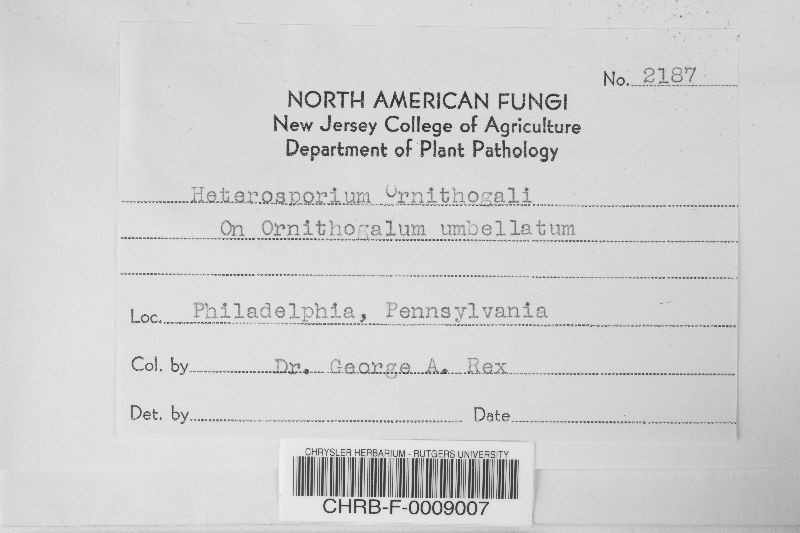 No. 2187
NORTH AMERICAN FUNGI
New Jersey College of Agriculture
Department of Plant Pathology
Heterosporium Ornithogali
On Ornithogalum umbellatum
Loc. Philadelphia, Pennsylvania
Col. by Dr. George A. Rex
Det. by Date
CHRYSLER HERBARIUM - RUTGERS UNIVERSITY
CHRB-F-0009007